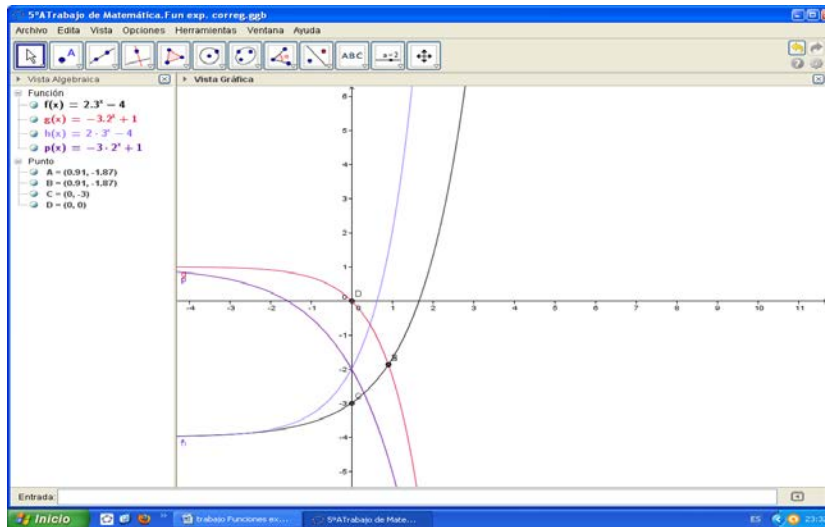 5ºATrabajo de Matemática.Fun exp. correg.ggb
Archivo Edita Vista Opciones Herramientas Ventana Ayuda
A ABC a=2
Vista Algebraica
Vista Gráfica
Función
f(x) = 2.3ˣ − 4
g(x) = −3.2ˣ + 1
h(x) = 2 · 3ˣ − 4
p(x) = −3 · 2ˣ + 1
Punto
A = (0.91, -1.87)
B = (0.91, -1.87)
C = (0, -3)
D = (0, 0)
6
5
4
3
2
1
D
-4 -3 -2 -1 0 1 2 3 4 5 6 7 8 9 10 11
-1
-2
C
-3
-4
-5
Entrada:
Inicio
trabajo Funciones ex...
5ºATrabajo de Mate...
ES